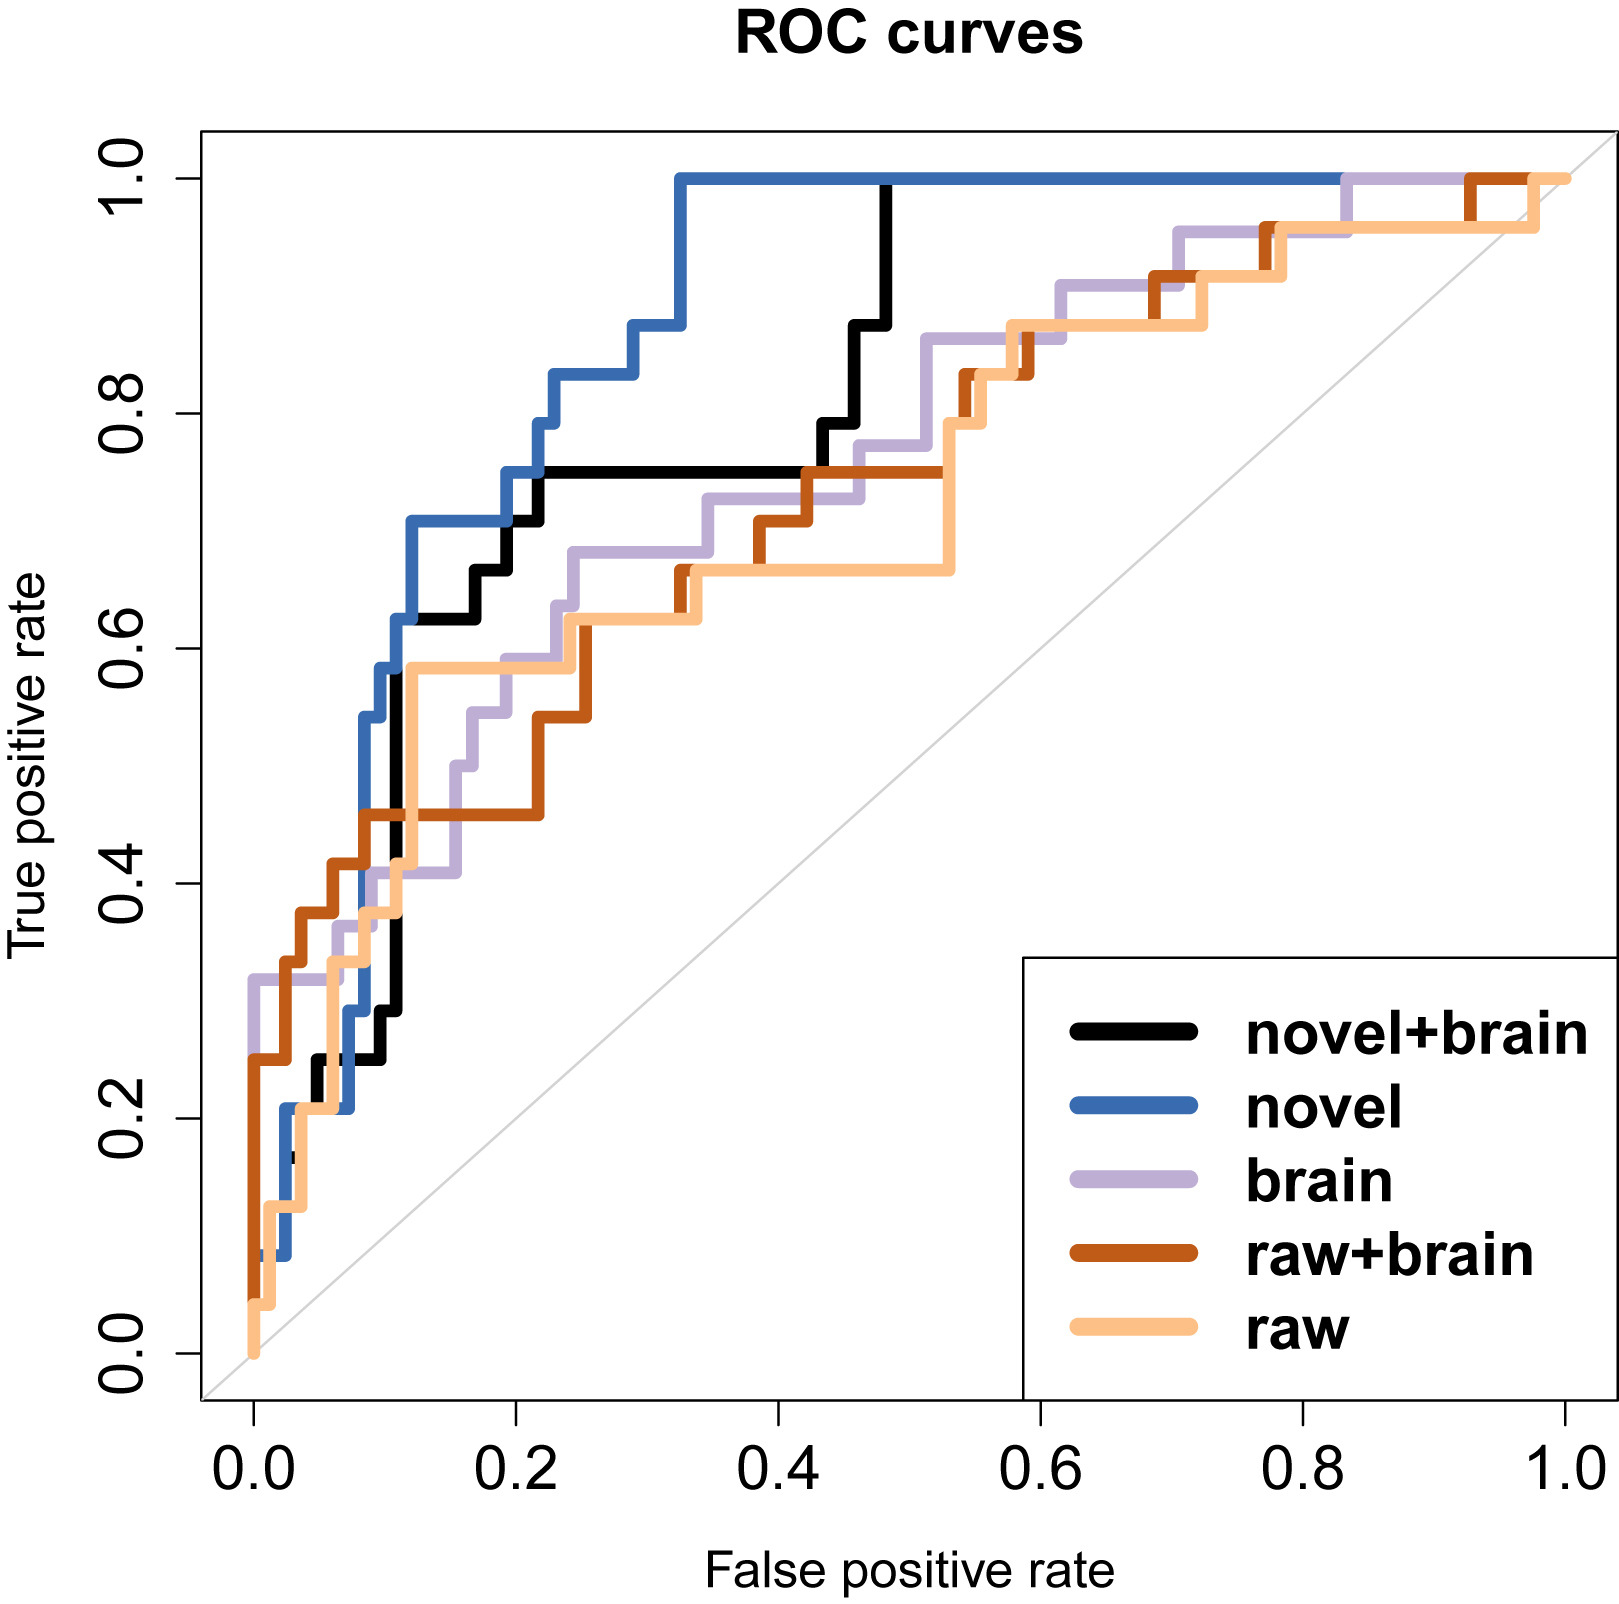 ROC curves
True positive rate
1.0
0.8
0.6
0.4
0.2
0.0
novel+brain
novel
brain
raw+brain
raw
0.0 0.2 0.4 0.6 0.8 1.0
False positive rate